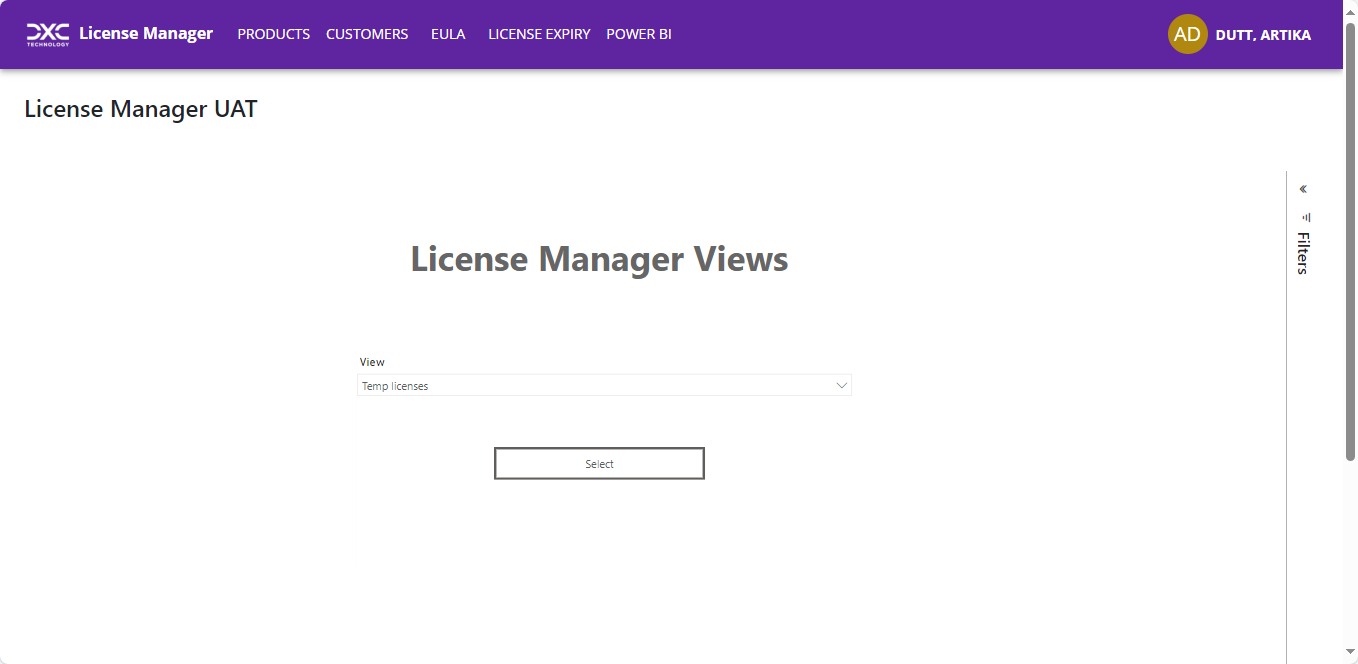 DXC TECHNOLOGY License Manager PRODUCTS CUSTOMERS EULA LICENSE EXPIRY POWER BI AD DUTT, ARTIKA
License Manager UAT
Filters
License Manager Views
View
Temp licenses
Select